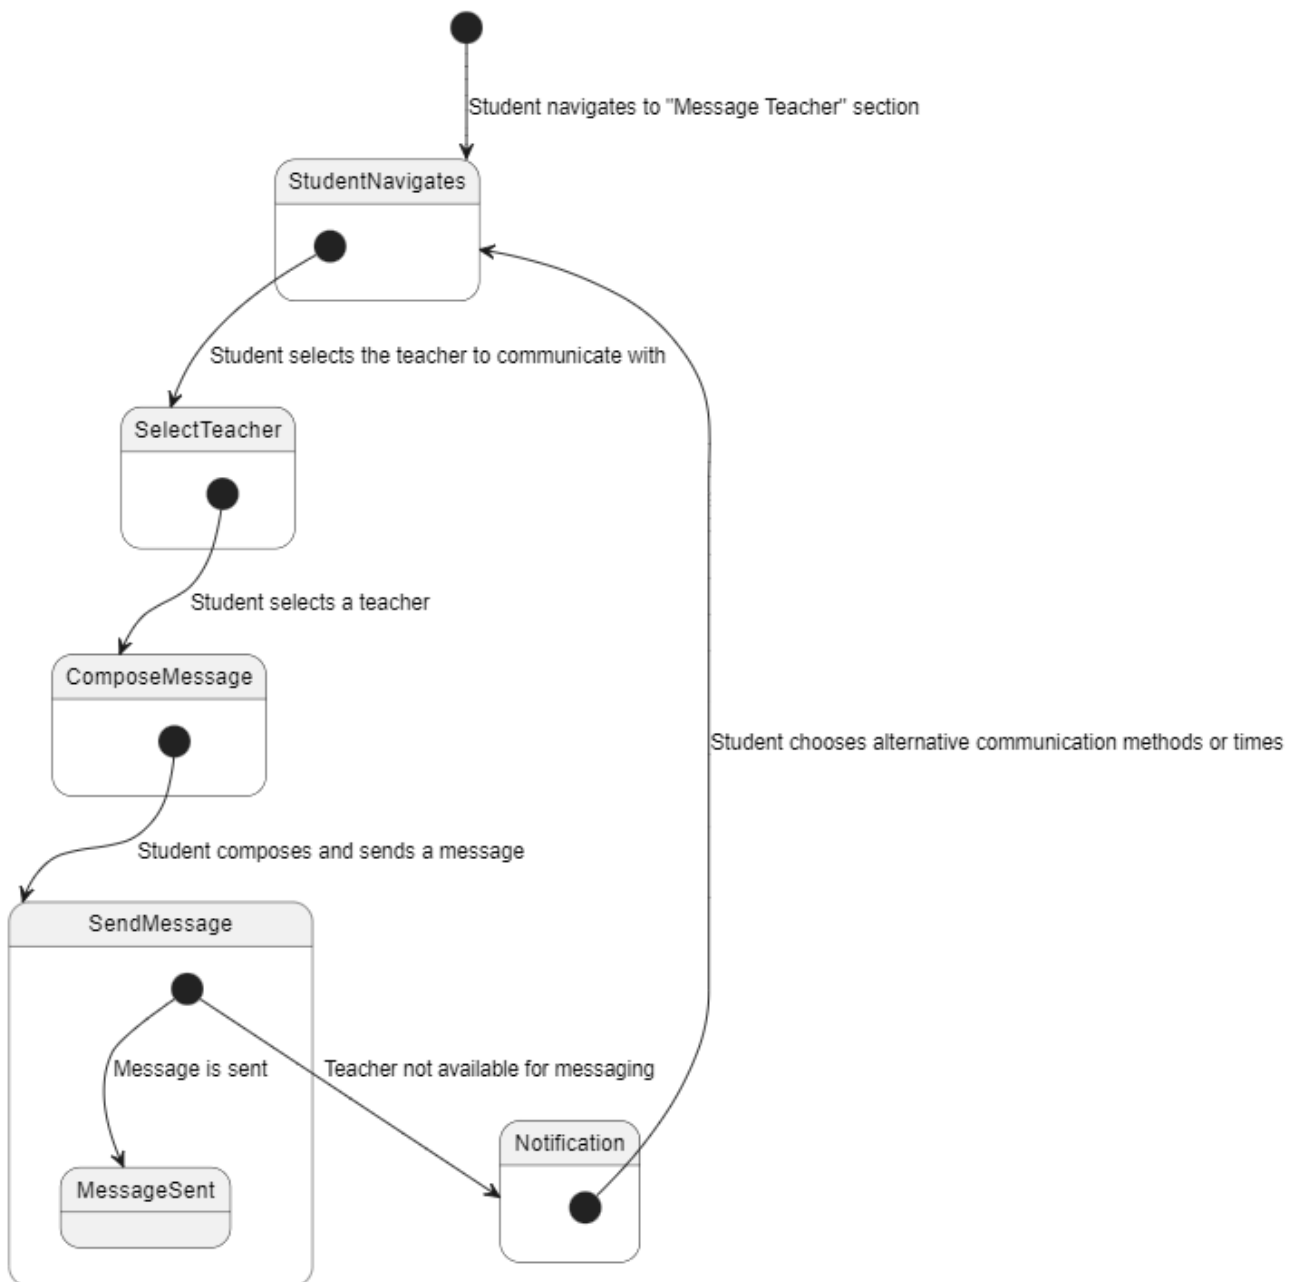 Student navigates to "Message Teacher" section
StudentNavigates
Student selects the teacher to communicate with
SelectTeacher
Student selects a teacher
ComposeMessage
Student chooses alternative communication methods or times
Student composes and sends a message
SendMessage
Message is sent
Teacher not available for messaging
Notification
MessageSent